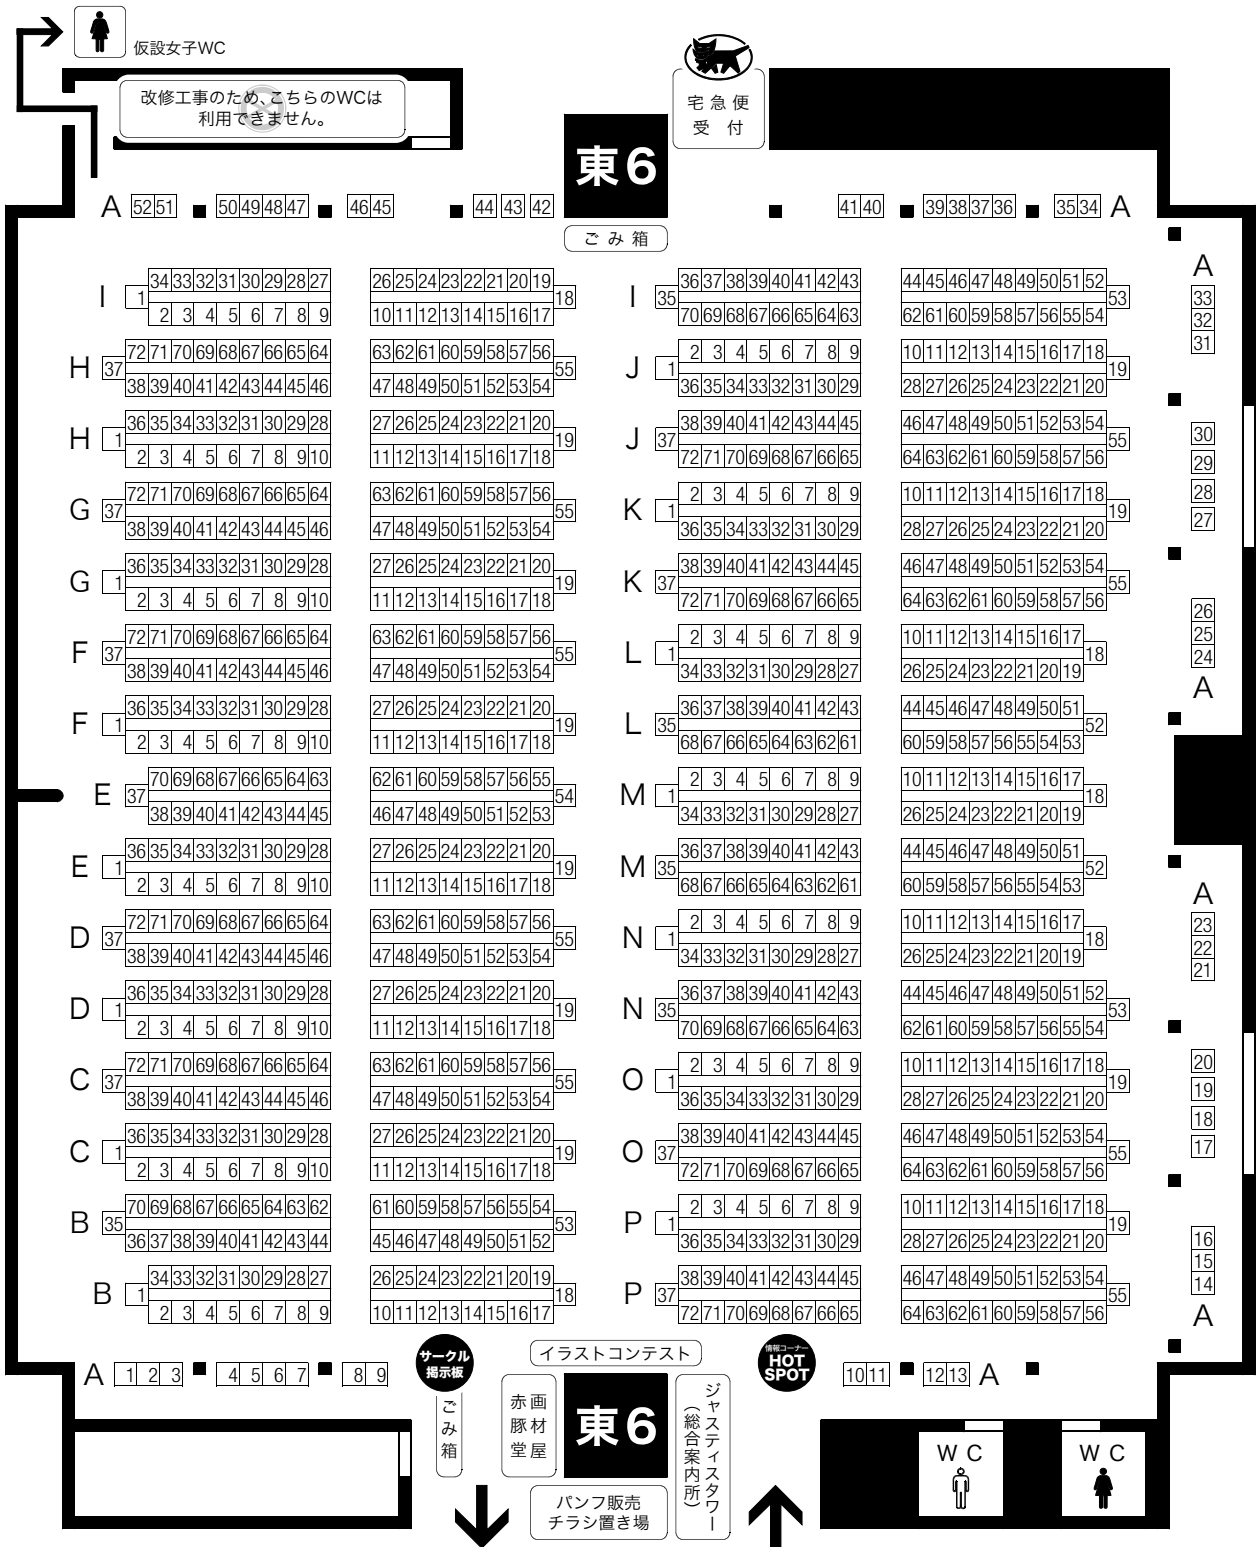 仮設女子WC
改修工事のため、こちらのWCは
利用できません。
宅急便
受付
東6
ごみ箱
A 52 51 50 49 48 47 46 45 44 43 42 41 40 39 38 37 36 35 34 A
I 1 34 33 32 31 30 29 28 27 26 25 24 23 22 21 20 19 18
2 3 4 5 6 7 8 9 10 11 12 13 14 15 16 17
I 35 36 37 38 39 40 41 42 43 44 45 46 47 48 49 50 51 52 53
70 69 68 67 66 65 64 63 62 61 60 59 58 57 56 55 54
H 37 72 71 70 69 68 67 66 65 64 63 62 61 60 59 58 57 56 55
38 39 40 41 42 43 44 45 46 47 48 49 50 51 52 53 54
J 1 2 3 4 5 6 7 8 9 10 11 12 13 14 15 16 17 18 19
36 35 34 33 32 31 30 29 28 27 26 25 24 23 22 21 20
H 1 36 35 34 33 32 31 30 29 28 27 26 25 24 23 22 21 20 19
2 3 4 5 6 7 8 9 10 11 12 13 14 15 16 17 18
J 37 38 39 40 41 42 43 44 45 46 47 48 49 50 51 52 53 54 55
72 71 70 69 68 67 66 65 64 63 62 61 60 59 58 57 56
G 37 72 71 70 69 68 67 66 65 64 63 62 61 60 59 58 57 56 55
38 39 40 41 42 43 44 45 46 47 48 49 50 51 52 53 54
K 1 2 3 4 5 6 7 8 9 10 11 12 13 14 15 16 17 18 19
36 35 34 33 32 31 30 29 28 27 26 25 24 23 22 21 20
G 1 36 35 34 33 32 31 30 29 28 27 26 25 24 23 22 21 20 19
2 3 4 5 6 7 8 9 10 11 12 13 14 15 16 17 18
K 37 38 39 40 41 42 43 44 45 46 47 48 49 50 51 52 53 54 55
72 71 70 69 68 67 66 65 64 63 62 61 60 59 58 57 56
F 37 72 71 70 69 68 67 66 65 64 63 62 61 60 59 58 57 56 55
38 39 40 41 42 43 44 45 46 47 48 49 50 51 52 53 54
L 1 2 3 4 5 6 7 8 9 10 11 12 13 14 15 16 17 18
34 33 32 31 30 29 28 27 26 25 24 23 22 21 20 19
F 1 36 35 34 33 32 31 30 29 28 27 26 25 24 23 22 21 20 19
2 3 4 5 6 7 8 9 10 11 12 13 14 15 16 17 18
L 35 36 37 38 39 40 41 42 43 44 45 46 47 48 49 50 51 52
68 67 66 65 64 63 62 61 60 59 58 57 56 55 54 53
E 37 70 69 68 67 66 65 64 63 62 61 60 59 58 57 56 55 54
38 39 40 41 42 43 44 45 46 47 48 49 50 51 52 53
M 1 2 3 4 5 6 7 8 9 10 11 12 13 14 15 16 17 18
34 33 32 31 30 29 28 27 26 25 24 23 22 21 20 19
E 1 36 35 34 33 32 31 30 29 28 27 26 25 24 23 22 21 20 19
2 3 4 5 6 7 8 9 10 11 12 13 14 15 16 17 18
M 35 36 37 38 39 40 41 42 43 44 45 46 47 48 49 50 51 52
68 67 66 65 64 63 62 61 60 59 58 57 56 55 54 53
D 37 72 71 70 69 68 67 66 65 64 63 62 61 60 59 58 57 56 55
38 39 40 41 42 43 44 45 46 47 48 49 50 51 52 53 54
N 1 2 3 4 5 6 7 8 9 10 11 12 13 14 15 16 17 18
34 33 32 31 30 29 28 27 26 25 24 23 22 21 20 19
D 1 36 35 34 33 32 31 30 29 28 27 26 25 24 23 22 21 20 19
2 3 4 5 6 7 8 9 10 11 12 13 14 15 16 17 18
N 35 36 37 38 39 40 41 42 43 44 45 46 47 48 49 50 51 52 53
70 69 68 67 66 65 64 63 62 61 60 59 58 57 56 55 54
C 37 72 71 70 69 68 67 66 65 64 63 62 61 60 59 58 57 56 55
38 39 40 41 42 43 44 45 46 47 48 49 50 51 52 53 54
O 1 2 3 4 5 6 7 8 9 10 11 12 13 14 15 16 17 18 19
36 35 34 33 32 31 30 29 28 27 26 25 24 23 22 21 20
C 1 36 35 34 33 32 31 30 29 28 27 26 25 24 23 22 21 20 19
2 3 4 5 6 7 8 9 10 11 12 13 14 15 16 17 18
O 37 38 39 40 41 42 43 44 45 46 47 48 49 50 51 52 53 54 55
72 71 70 69 68 67 66 65 64 63 62 61 60 59 58 57 56
B 35 70 69 68 67 66 65 64 63 62 61 60 59 58 57 56 55 54 53
36 37 38 39 40 41 42 43 44 45 46 47 48 49 50 51 52
P 1 2 3 4 5 6 7 8 9 10 11 12 13 14 15 16 17 18 19
36 35 34 33 32 31 30 29 28 27 26 25 24 23 22 21 20
B 1 34 33 32 31 30 29 28 27 26 25 24 23 22 21 20 19 18
2 3 4 5 6 7 8 9 10 11 12 13 14 15 16 17
P 37 38 39 40 41 42 43 44 45 46 47 48 49 50 51 52 53 54 55
72 71 70 69 68 67 66 65 64 63 62 61 60 59 58 57 56
A
33
32
31
30
29
28
27
26
25
24
A
A
23
22
21
20
19
18
17
16
15
14
A
A 1 2 3 4 5 6 7 8 9 10 11 12 13 A
サークル
掲示板
ごみ箱
イラストコンテスト
情報コーナー
HOT
SPOT
画材屋
赤豚堂
東6
ジャスティスタワー
（総合案内所）
パンフ販売
チラシ置き場
WC
WC